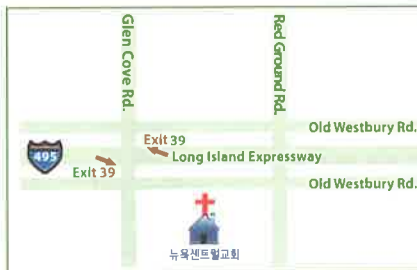 Glen Cove Rd.
Red Ground Rd.
Old Westbury Rd.
Exit 39
Long Island Expressway
495
Exit 39
Old Westbury Rd.
뉴욕센트럴교회